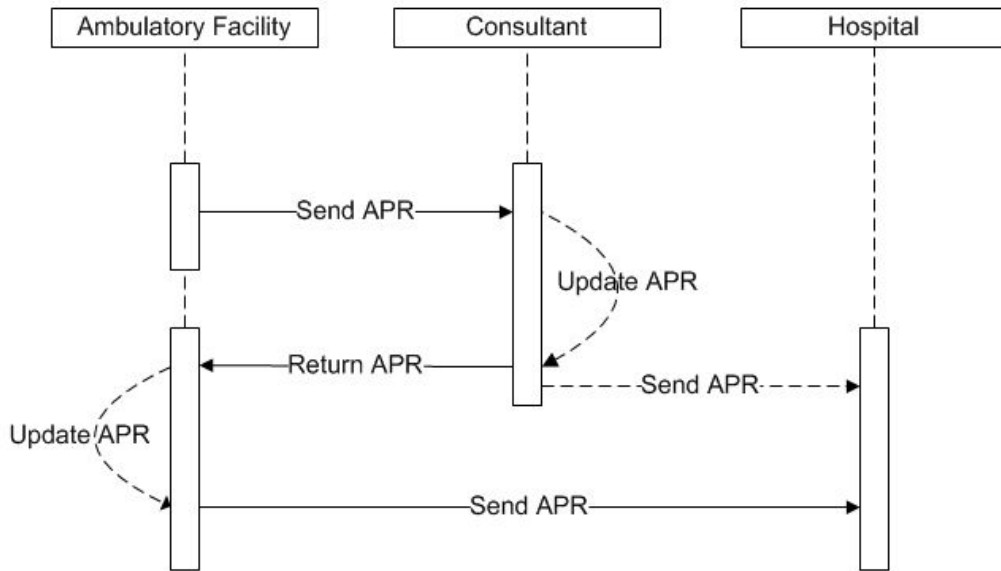 Ambulatory Facility
Consultant
Hospital
Send APR
Update APR
Return APR
Send APR
Update APR
Send APR